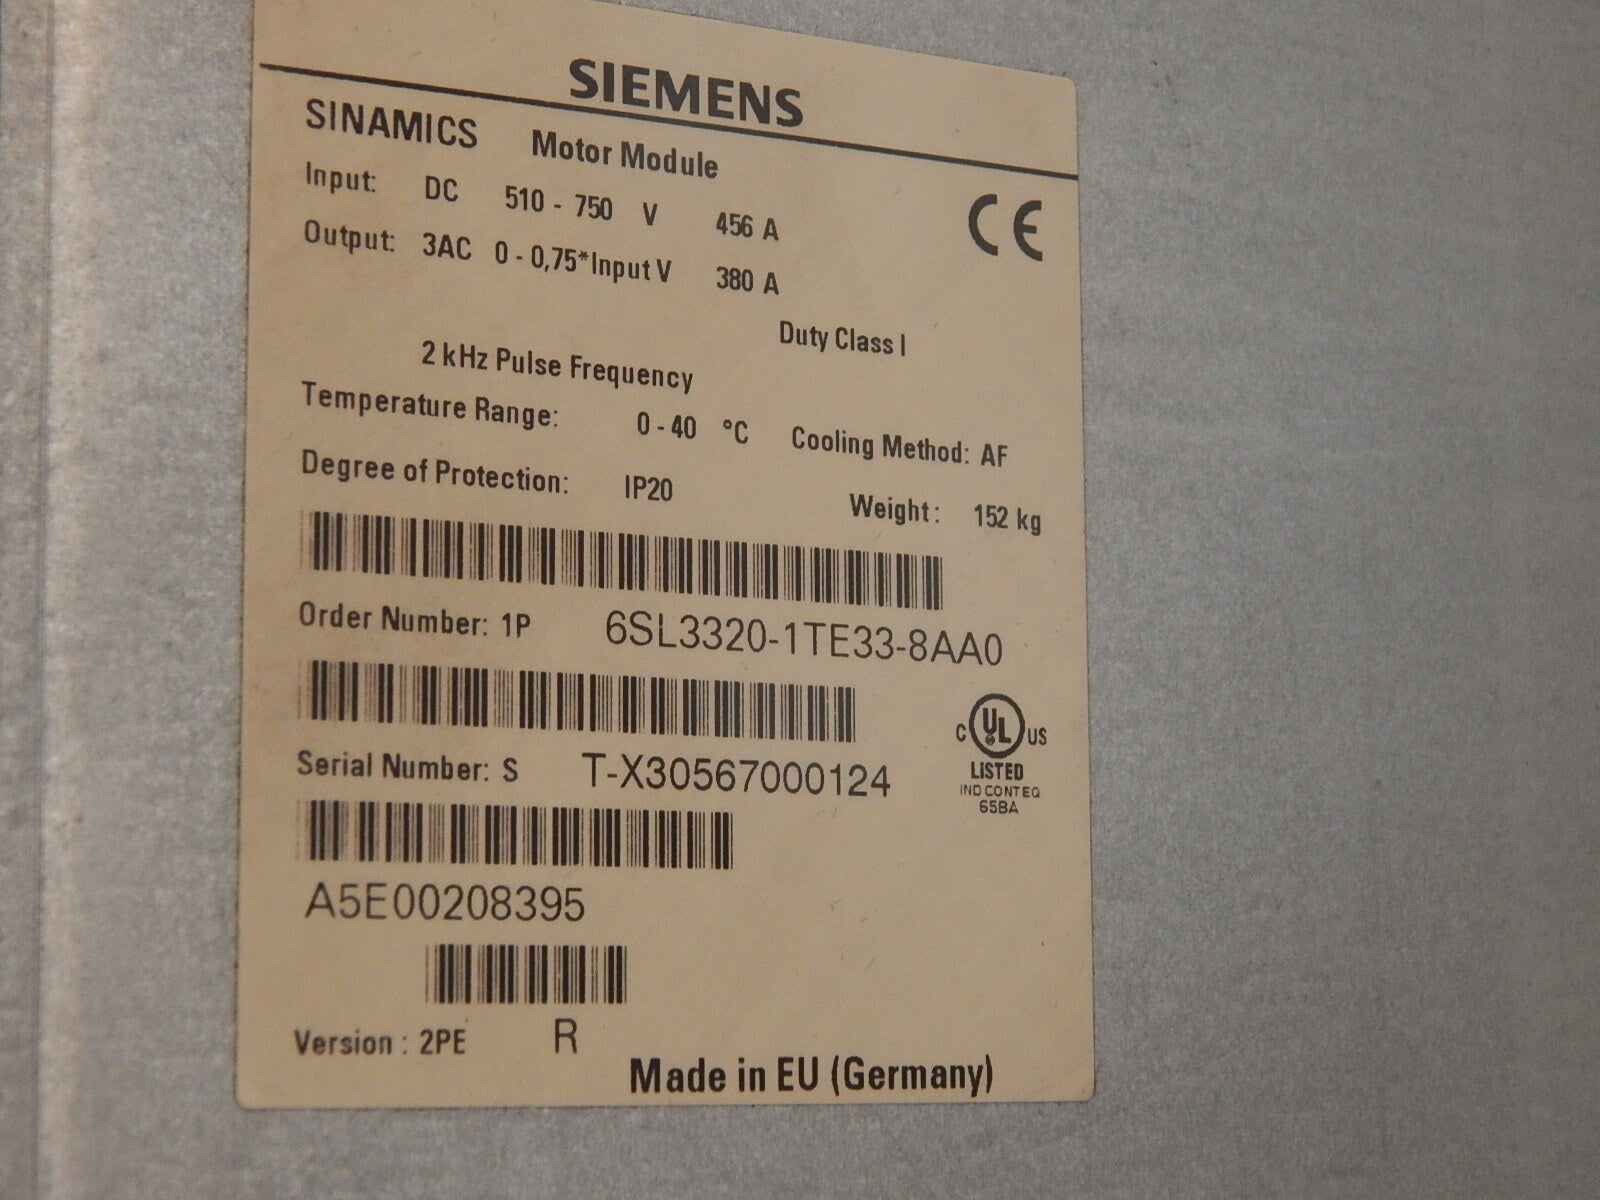 SIEMENS
SINAMICS Motor Module
Input: DC 510 - 750 V 456 A
Output: 3AC 0 - 0,75*Input V 380 A
CE
Duty Class I
2 kHz Pulse Frequency
Temperature Range: 0 - 40 °C Cooling Method: AF
Degree of Protection: IP20 Weight: 152 kg
Order Number: 1P 6SL3320-1TE33-8AA0
Serial Number: S T-X30567000124
C UL US
LISTED
IND CONT EQ
65BA
A5E00208395
Version : 2PE R
Made in EU (Germany)